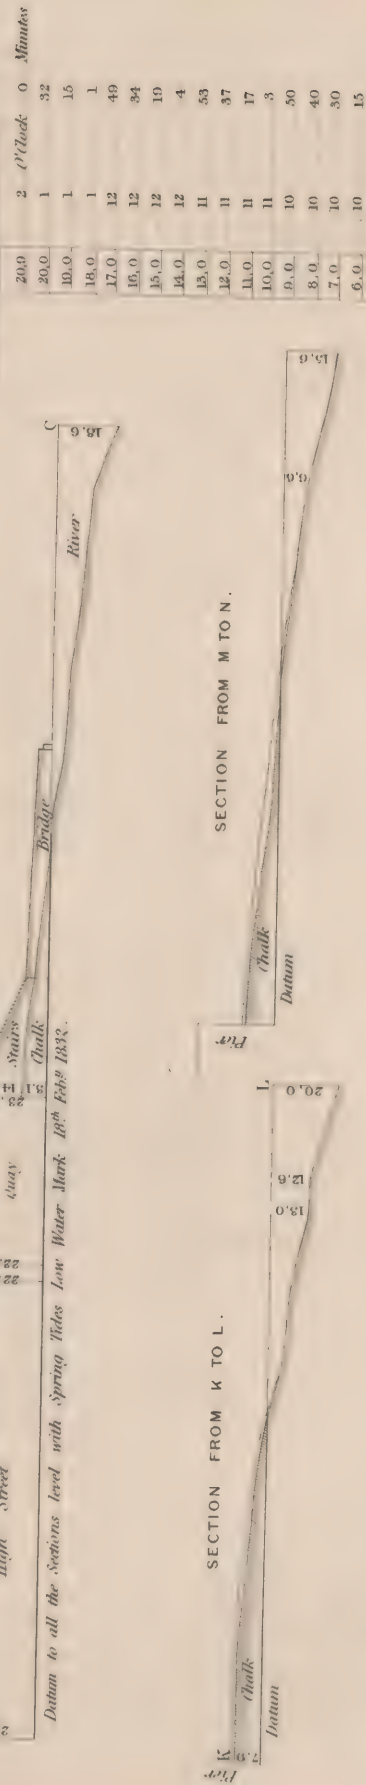 High Street
Quay
Stairs
Chalk
Bridge
River
C
18.6
Datum to all the Sections level with Spring Tides Low Water Mark 18th Feby 1832.
SECTION FROM K TO L.
Pier
K
7.9
Chalk
Datum
13.0
12.6
20.0
L
SECTION FROM M TO N.
Pier
Chalk
Datum
6.6
15.6
20.9 2 O'Clock 0 Minutes
20.0 1 32
19.0 1 15
18.0 1 1
17.0 12 49
16.0 12 34
15.0 12 19
14.0 12 4
13.0 11 53
12.0 11 37
11.0 11 17
10.0 11 3
9.0 10 50
8.0 10 40
7.0 10 30
6.0 10 15